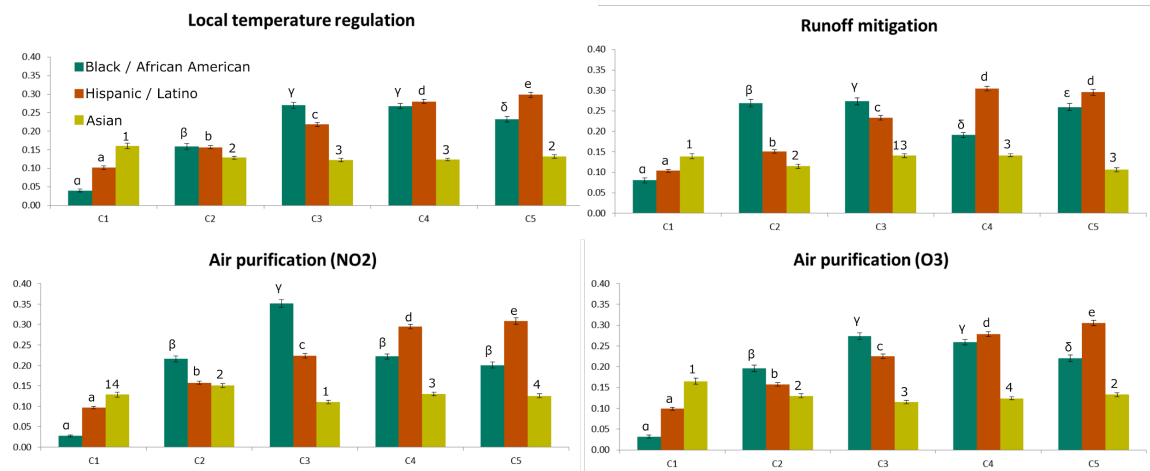 Local temperature regulation
0.40
0.35
0.30
0.25
0.20
0.15
0.10
0.05
0.00
Black / African American
Hispanic / Latino
Asian
α a 1
β b 2
γ c 3
γ d 3
δ e 2
C1 C2 C3 C4 C5
Runoff mitigation
0.40
0.35
0.30
0.25
0.20
0.15
0.10
0.05
0.00
α a 1
β b 2
γ c 13
δ d 3
ε d 3
C1 C2 C3 C4 C5
Air purification (NO2)
0.40
0.35
0.30
0.25
0.20
0.15
0.10
0.05
0.00
α a 14
β b 2
γ c 1
β d 3
β e 4
C1 C2 C3 C4 C5
Air purification (O3)
0.40
0.35
0.30
0.25
0.20
0.15
0.10
0.05
0.00
α a 1
β b 2
γ c 3
γ d 4
δ e 2
C1 C2 C3 C4 C5